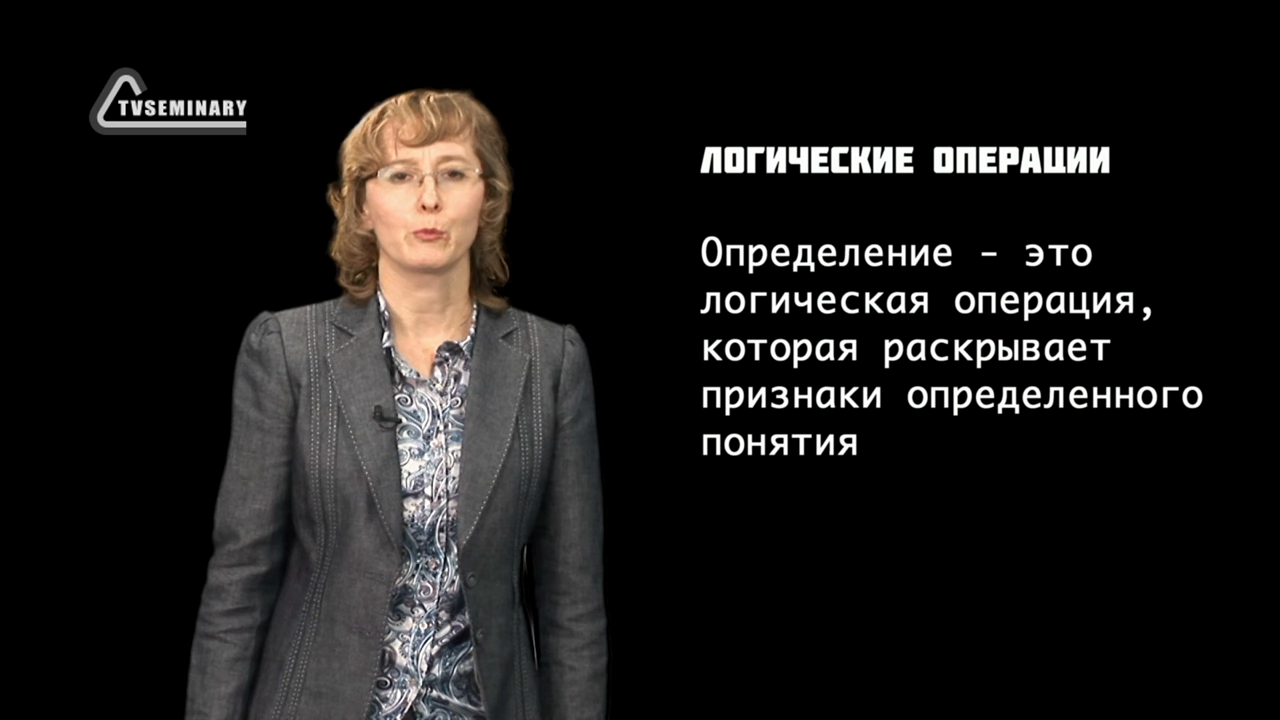 TVSEMINARY
ЛОГИЧЕСКИЕ ОПЕРАЦИИ
Определение - это
логическая операция,
которая раскрывает
признаки определенного
понятия